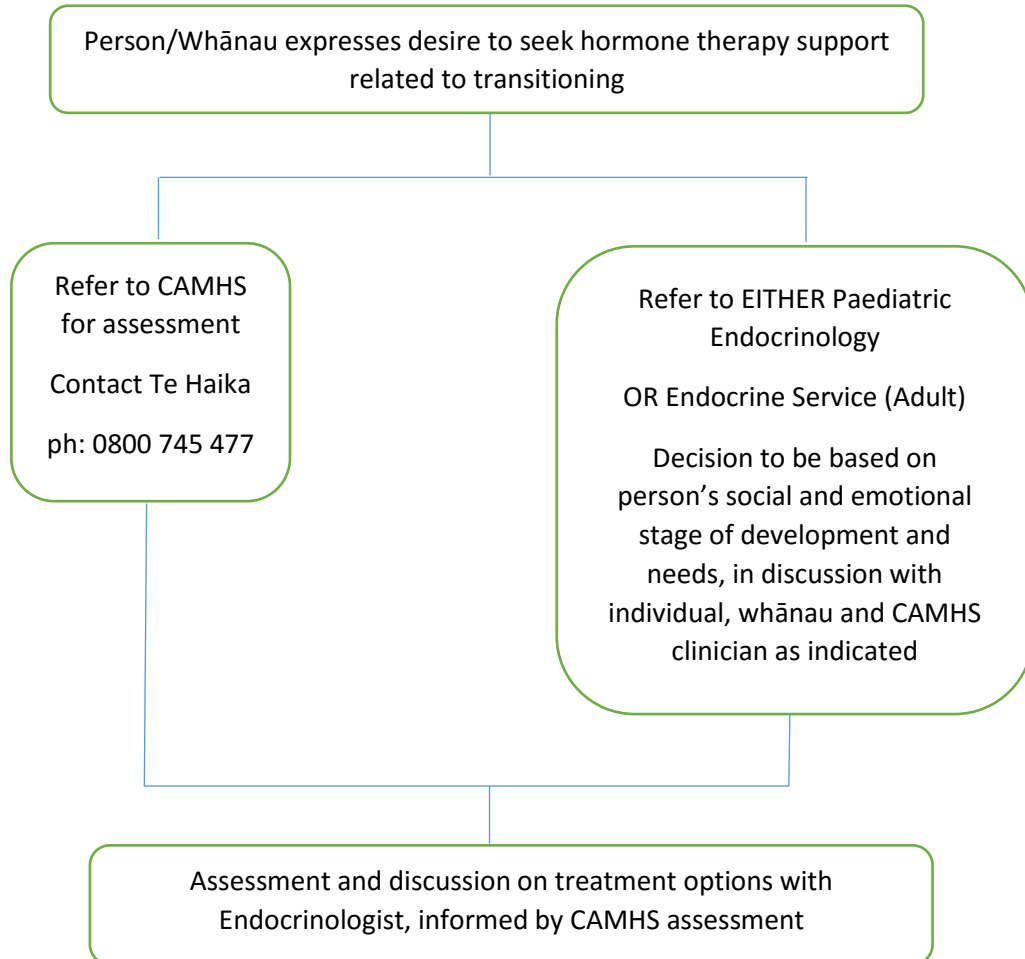 Person/Whānau expresses desire to seek hormone therapy support
related to transitioning
Refer to CAMHS
for assessment
Contact Te Haika
ph: 0800 745 477
Refer to EITHER Paediatric
Endocrinology
OR Endocrine Service (Adult)
Decision to be based on
person’s social and emotional
stage of development and
needs, in discussion with
individual, whānau and CAMHS
clinician as indicated
Assessment and discussion on treatment options with
Endocrinologist, informed by CAMHS assessment